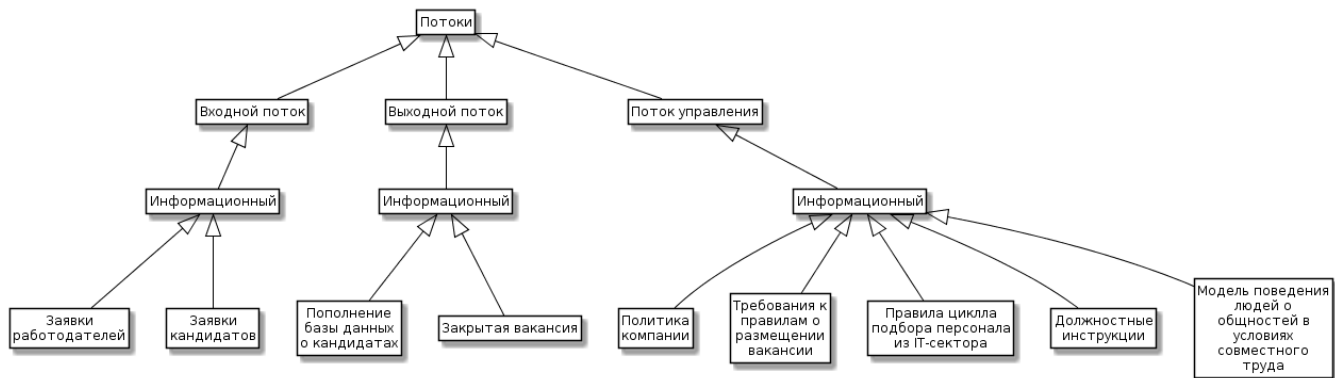 Потоки
Входной поток
Выходной поток
Поток управления
Информационный
Информационный
Информационный
Заявки
работодателей
Заявки
кандидатов
Пополнение
базы данных
о кандидатах
Закрытая вакансия
Политика
компании
Требования к
правилам о
размещении
вакансии
Правила циклла
подбора персонала
из IT-сектора
Должностные
инструкции
Модель поведения
людей о
общностей в
условиях
совместного
труда